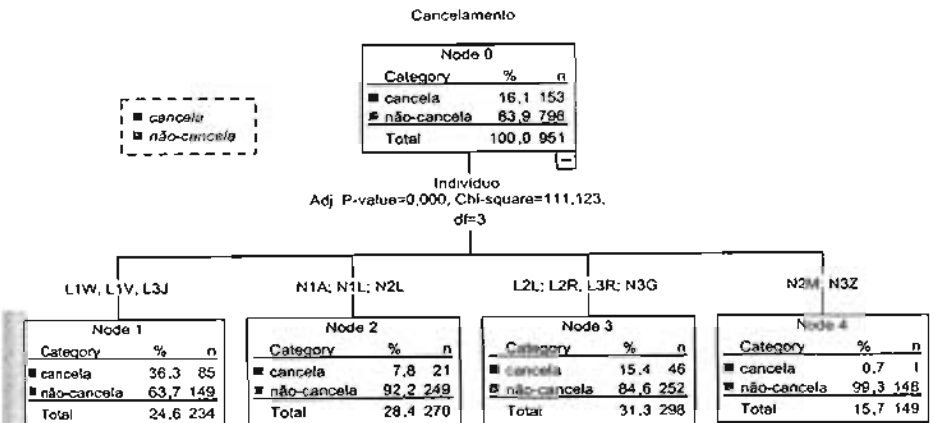 Cancelamento
Node 0
Category % n
cancela 16,1 153
não-cancela 83,9 798
Total 100,0 951
cancela
não-cancela
Indivíduo
Adj. P-value=0,000, Chi-square=111,123,
df=3
L1W, L1V, L3J
N1A; N1L; N2L
L2L; L2R, L3R; N3G
N2M, N3Z
Node 1
Category % n
cancela 36,3 85
não-cancela 63,7 149
Total 24,6 234
Node 2
Category % n
cancela 7,8 21
não-cancela 92,2 249
Total 28,4 270
Node 3
Category % n
cancela 15,4 46
não-cancela 84,6 252
Total 31,3 298
Node 4
Category % n
cancela 0,7 1
não-cancela 99,3 148
Total 15,7 149